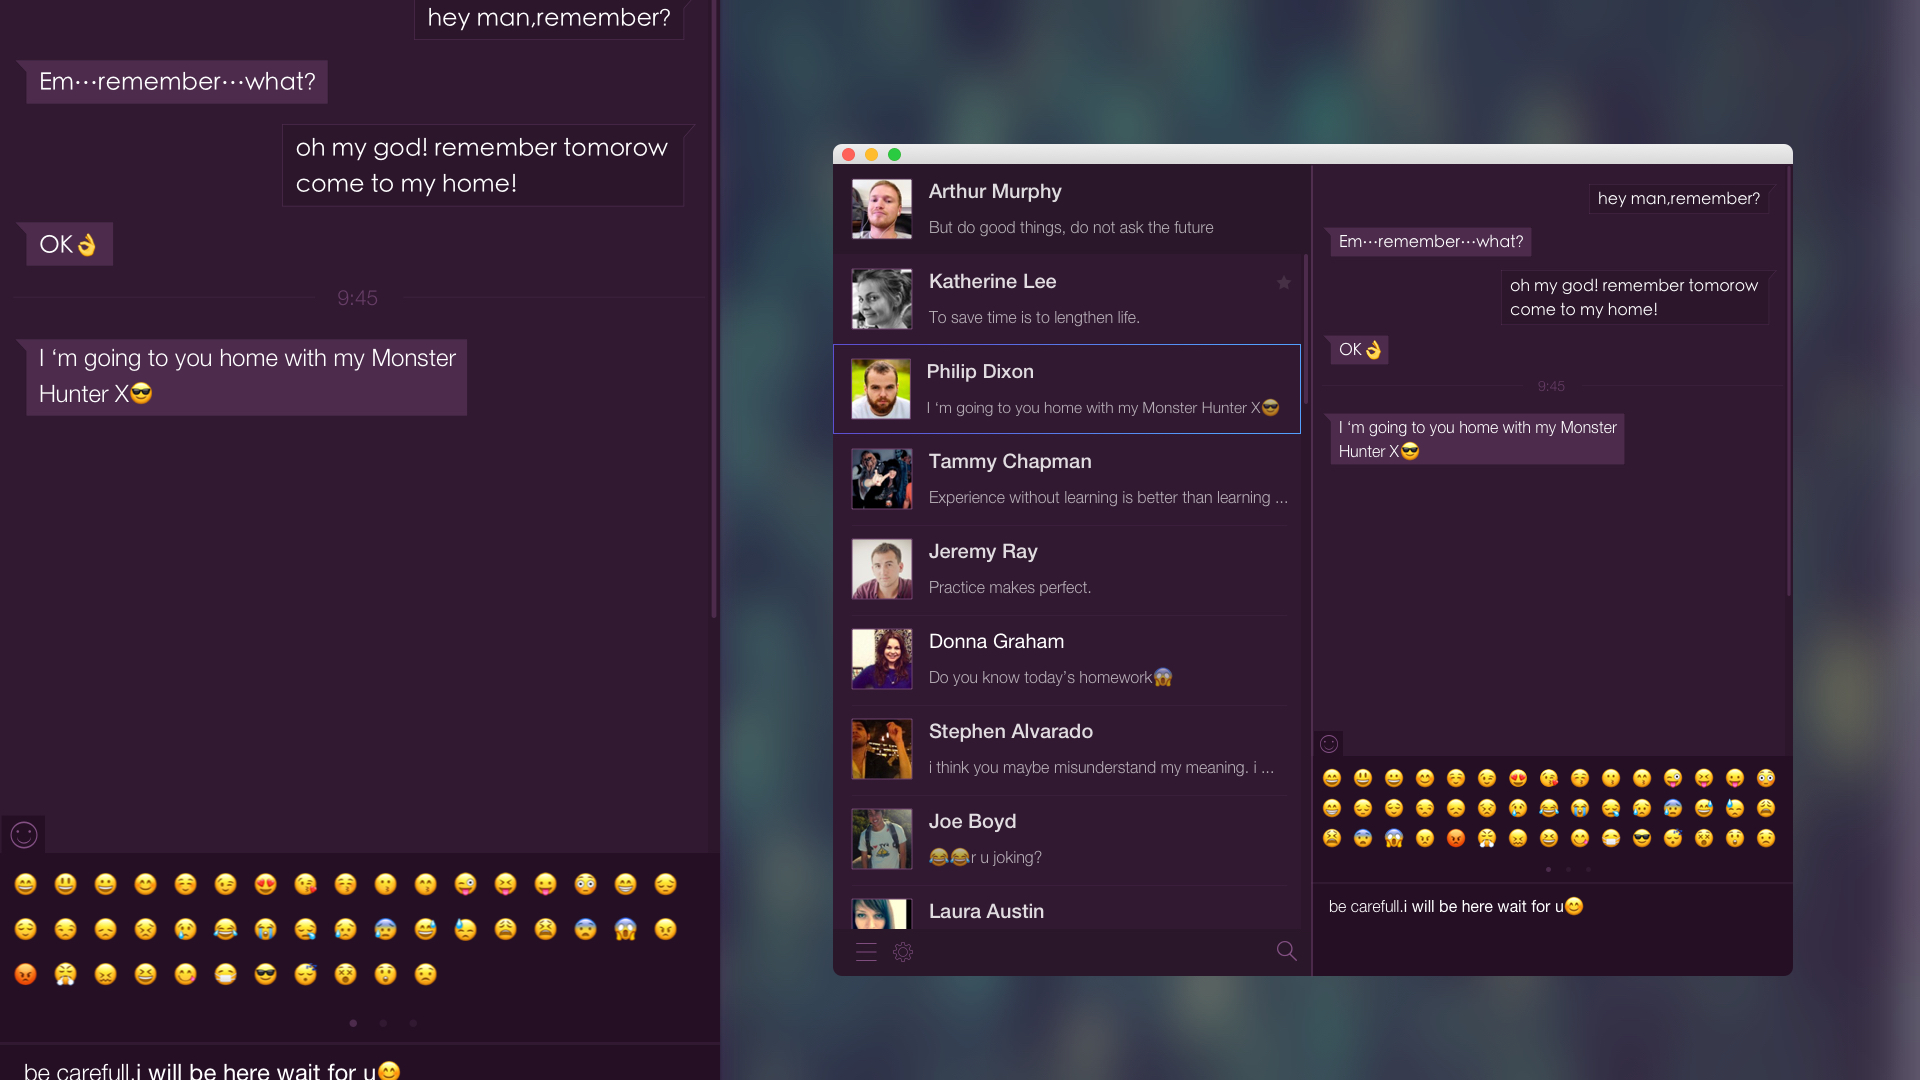 hey man,remember?
Em⋯remember⋯what?
oh my god! remember tomorow
come to my home!
OK👌
9:45
I ‘m going to you home with my Monster
Hunter X😎
be carefull.i will be here wait for u😊
Arthur Murphy
But do good things, do not ask the future
Katherine Lee
To save time is to lengthen life.
Philip Dixon
I ‘m going to you home with my Monster Hunter X😎
Tammy Chapman
Experience without learning is better than learning ...
Jeremy Ray
Practice makes perfect.
Donna Graham
Do you know today’s homework😱
Stephen Alvarado
i think you maybe misunderstand my meaning. i ...
Joe Boyd
😂😂r u joking?
Laura Austin
hey man,remember?
Em⋯remember⋯what?
oh my god! remember tomorow
come to my home!
OK👌
9:45
I ‘m going to you home with my Monster
Hunter X😎
be carefull.i will be here wait for u😊